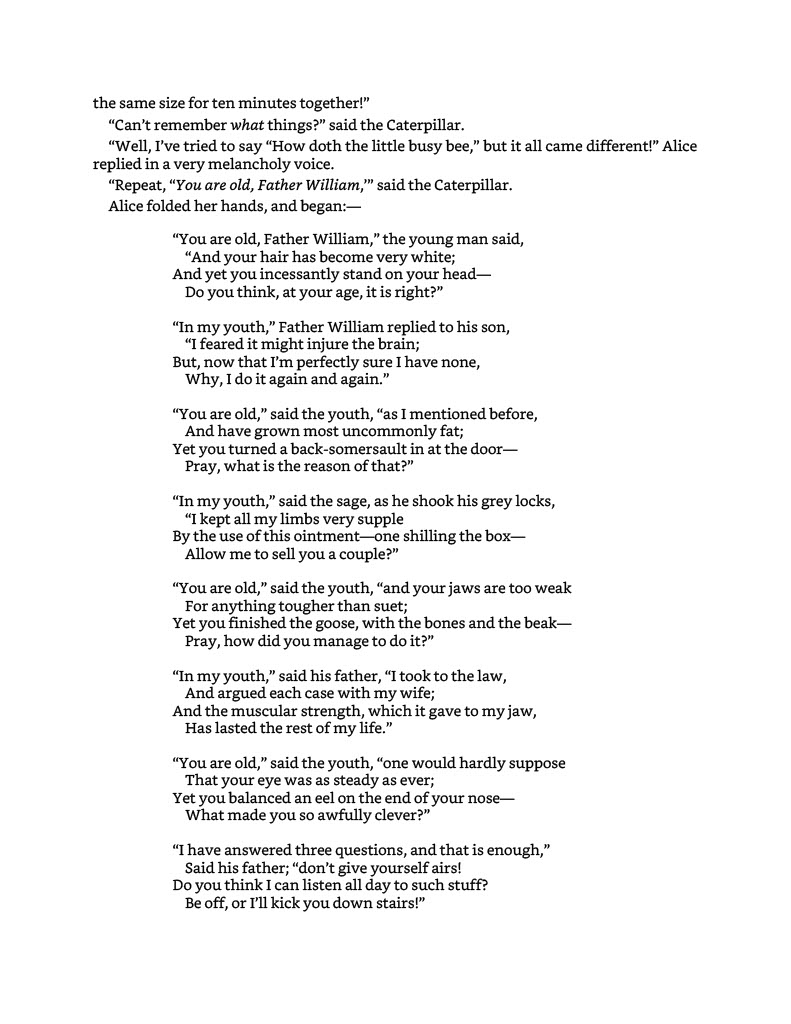 the same size for ten minutes together!”
“Can’t remember what things?” said the Caterpillar.
“Well, I’ve tried to say “How doth the little busy bee,” but it all came different!” Alice
replied in a very melancholy voice.
“Repeat, “You are old, Father William,’” said the Caterpillar.
Alice folded her hands, and began:—
“You are old, Father William,” the young man said,
“And your hair has become very white;
And yet you incessantly stand on your head—
Do you think, at your age, it is right?”
“In my youth,” Father William replied to his son,
“I feared it might injure the brain;
But, now that I’m perfectly sure I have none,
Why, I do it again and again.”
“You are old,” said the youth, “as I mentioned before,
And have grown most uncommonly fat;
Yet you turned a back-somersault in at the door—
Pray, what is the reason of that?”
“In my youth,” said the sage, as he shook his grey locks,
“I kept all my limbs very supple
By the use of this ointment—one shilling the box—
Allow me to sell you a couple?”
“You are old,” said the youth, “and your jaws are too weak
For anything tougher than suet;
Yet you finished the goose, with the bones and the beak—
Pray, how did you manage to do it?”
“In my youth,” said his father, “I took to the law,
And argued each case with my wife;
And the muscular strength, which it gave to my jaw,
Has lasted the rest of my life.”
“You are old,” said the youth, “one would hardly suppose
That your eye was as steady as ever;
Yet you balanced an eel on the end of your nose—
What made you so awfully clever?”
“I have answered three questions, and that is enough,”
Said his father; “don’t give yourself airs!
Do you think I can listen all day to such stuff?
Be off, or I’ll kick you down stairs!”